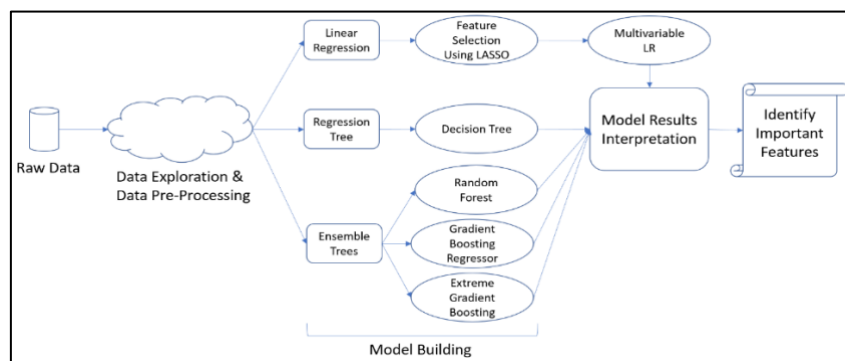 Linear
Regression
Feature
Selection
Using LASSO
Multivariable
LR
Raw Data
Data Exploration &
Data Pre-Processing
Regression
Tree
Decision Tree
Model Results
Interpretation
Identify
Important
Features
Ensemble
Trees
Random
Forest
Gradient
Boosting
Regressor
Extreme
Gradient
Boosting
Model Building